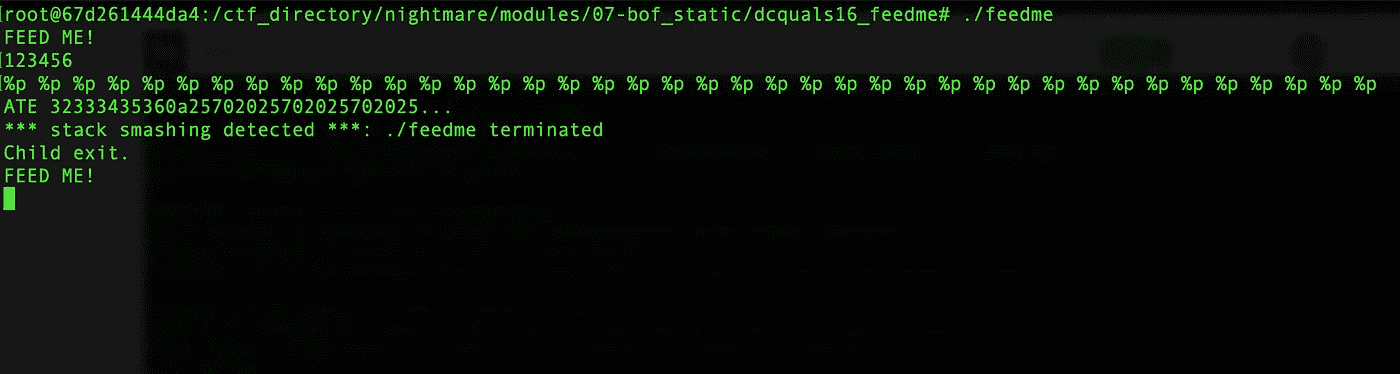 [root@67d261444da4:/ctf_directory/nightmare/modules/07-bof_static/dcquals16_feedme# ./feedme
FEED ME!
[123456
[%p %p %p %p %p %p %p %p %p %p %p %p %p %p %p %p %p %p %p %p %p %p %p %p %p %p %p %p %p %p %p %p %p %p %p %p %p %p %p %p
ATE 32333435360a25702025702025702025...
*** stack smashing detected ***: ./feedme terminated
Child exit.
FEED ME!